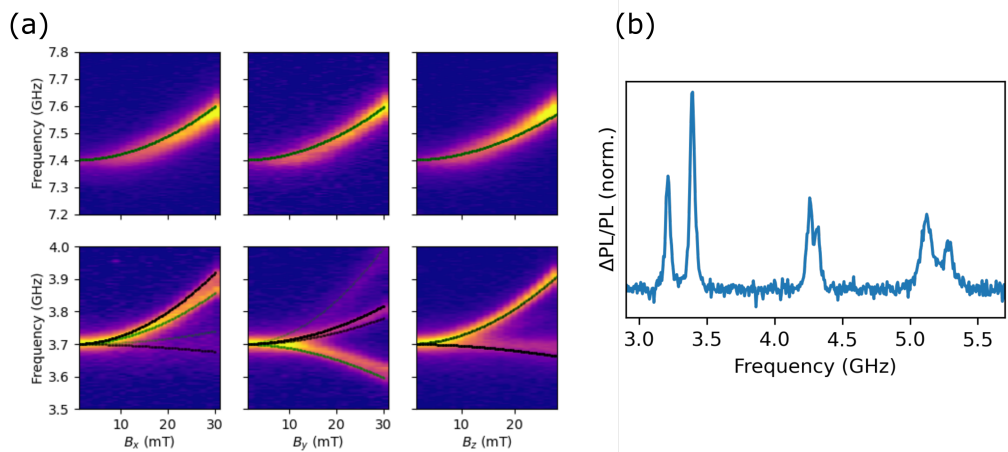 (a)
(b)
Frequency (GHz)
7.8
7.7
7.6
7.5
7.4
7.3
7.2
Frequency (GHz)
4.0
3.9
3.8
3.7
3.6
3.5
10 20 30
10 20 30
10 20
Bₓ (mT)
B_y (mT)
B_z (mT)
ΔPL/PL (norm.)
3.0 3.5 4.0 4.5 5.0 5.5
Frequency (GHz)